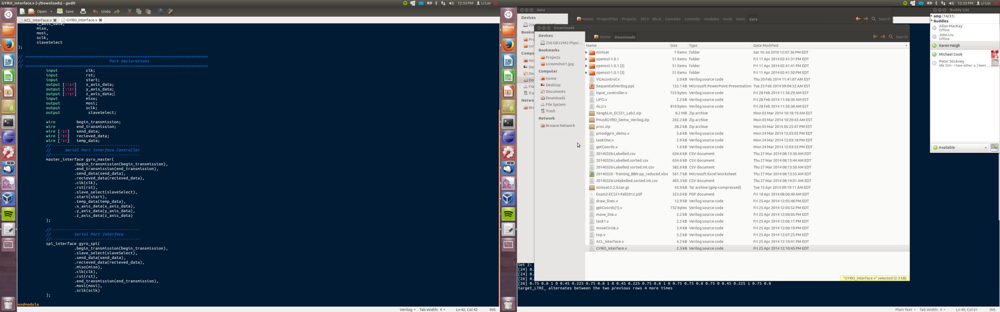 GYRO_Interface.v (~/Downloads) - gedit
12:33 PM
Li Lin
Open
Save
Undo
ACL_Interface.v
GYRO_Interface.v
z_axis_data,
miso,
mosi,
sclk,
slaveSelect
);
// ==============================================================================
// Port Declarations
// ==============================================================================
input clk;
input rst;
input start;
output [15:0] x_axis_data;
output [15:0] y_axis_data;
output [15:0] z_axis_data;
input miso;
output mosi;
output sclk;
output slaveSelect;
wire begin_transmission;
wire end_transmission;
wire [7:0] send_data;
wire [7:0] recieved_data;
wire [7:0] temp_data;
//--------------------------------------
// Serial Port Interface Controller
//--------------------------------------
master_interface gyro_master(
.begin_transmission(begin_transmission),
.end_transmission(end_transmission),
.send_data(send_data),
.recieved_data(recieved_data),
.clk(clk),
.rst(rst),
.slave_select(slaveSelect),
.start(start),
.temp_data(temp_data),
.x_axis_data(x_axis_data),
.y_axis_data(y_axis_data),
.z_axis_data(z_axis_data)
);
//--------------------------------------
// Serial Port Interface
//--------------------------------------
spi_interface gyro_spi(
.begin_transmission(begin_transmission),
.slave_select(slaveSelect),
.send_data(send_data),
.recieved_data(recieved_data),
.miso(miso),
.clk(clk),
.rst(rst),
.end_transmission(end_transmission),
.mosi(mosi),
.sclk(sclk)
);
endmodule
Verilog Tab Width: 4 Ln 42, Col 42 INS
12:33 PM
Li Lin
data
Devices
Home ProjectFiles Projects 2013 BU-A CommEx CommEx modules tools tests data
Search
Downloads
Home Downloads
Search
Devices
256 GB LVM2 Physi...
Bookmarks
Projects
screenshot1.jpg
Computer
Home
Desktop
Documents
Downloads
File System
Trash
Network
Browse Network
Name Size Type Date Modified
minisat 7 items folder Sat 10 Jul 2010 12:07:36 PM EDT
openssl-1.0.1 51 items folder Fri 11 Apr 2014 02:41:31 PM EDT
openssl-1.0.1 (2) 51 items folder Fri 11 Apr 2014 02:41:41 PM EDT
openssl-1.0.1 (3) 51 items folder Fri 11 Apr 2014 02:41:50 PM EDT
VGAcontrol.v 2.0 kB Verilog source code Thu 20 Feb 2014 11:41:07 AM EST
SequentialVerilog.ppt 133.1 kB Microsoft PowerPoint Presentation Tue 25 Feb 2014 09:04:52 AM EST
input_controller.v 725 bytes Verilog source code Fri 28 Feb 2014 11:56:29 AM EST
LIFO.v 2.2 kB Verilog source code Fri 28 Feb 2014 11:56:30 AM EST
ALU.v 816 bytes Verilog source code Fri 28 Feb 2014 11:56:38 AM EST
Yang&Lin_EC551_Lab2.zip 8.2 MB Zip archive Mon 03 Mar 2014 10:18:19 AM EST
PmodGYRO_Demo_Verilog.zip 262.2 kB Zip archive Mon 03 Mar 2014 10:20:43 AM EST
proc.zip 28.2 kB Zip archive Mon 03 Mar 2014 05:25:47 PM EST
pmodgyro_demo.v 5.6 kB Verilog source code Mon 24 Mar 2014 12:03:02 PM EDT
taskOne.v 2.9 kB Verilog source code Mon 24 Mar 2014 12:03:18 PM EDT
getCoords.v 1.6 kB Verilog source code Mon 24 Mar 2014 12:03:55 PM EDT
20140326-Labelled.csv 634.6 kB CSV document Thu 27 Mar 2014 08:13:36 AM EDT
20140326-Labelled.sorted.csv 634.6 kB CSV document Thu 27 Mar 2014 08:13:44 AM EDT
20140326-Labelled.sorted.int.csv 582.6 kB CSV document Thu 27 Mar 2014 08:13:50 AM EDT
20140326 - Training_BBN pp_reduced.xlsx 561.7 kB Microsoft Excel Worksheet Thu 27 Mar 2014 08:13:55 AM EDT
20140326-Unlabelled.sorted.int.csv 403.3 kB CSV document Thu 27 Mar 2014 08:14:01 AM EDT
minisat-2.2.0.tar.gz 43.9 kB Tar archive (gzip-compressed) Tue 15 Apr 2014 09:19:11 AM EDT
Exam2-EC551-Fall2012.pdf 323.0 kB PDF document Fri 18 Apr 2014 08:06:40 AM EDT
draw_lines.v 12.9 kB Verilog source code Fri 25 Apr 2014 12:05:48 PM EDT
getCoords(1).v 732 bytes Verilog source code Fri 25 Apr 2014 12:05:52 PM EDT
move_line.v 2.2 kB Verilog source code Fri 25 Apr 2014 12:06:05 PM EDT
task1.v 2.2 kB Verilog source code Fri 25 Apr 2014 12:06:11 PM EDT
moveCircle.v 3.4 kB Verilog source code Fri 25 Apr 2014 12:06:19 PM EDT
top.v 5.2 kB Verilog source code Fri 25 Apr 2014 12:07:25 PM EDT
ACL_Interface.v 4.2 kB Verilog source code Fri 25 Apr 2014 12:10:41 PM EDT
GYRO_Interface.v 2.3 kB Verilog source code Fri 25 Apr 2014 12:10:45 PM EDT
"GYRO_Interface.v" selected (2.3 kB)
Set 2:
[24] 0.
[24] 0.
[26] 0.
[26] 0.75 0.8 1 0 0.45 0.225 0.75 0.8 1 0 0.45 0.225 0.75 0.8 1 0 0.75 0.75 0.8 0.75 0 0.45 0.225 1 0.75 0.8
target_LTRE_ alternates between the two previous rows 4 more times
Plain Text Tab Width: 4 Ln 49, Col 61 INS
Buddy List
amp (14/31)
Buddies
Allan MacKay
Offline
John Liu
Offline
Karen Haigh
Michael Cook
Peter Stickney
Idle 35m - I have either: a. ) been ...
Available